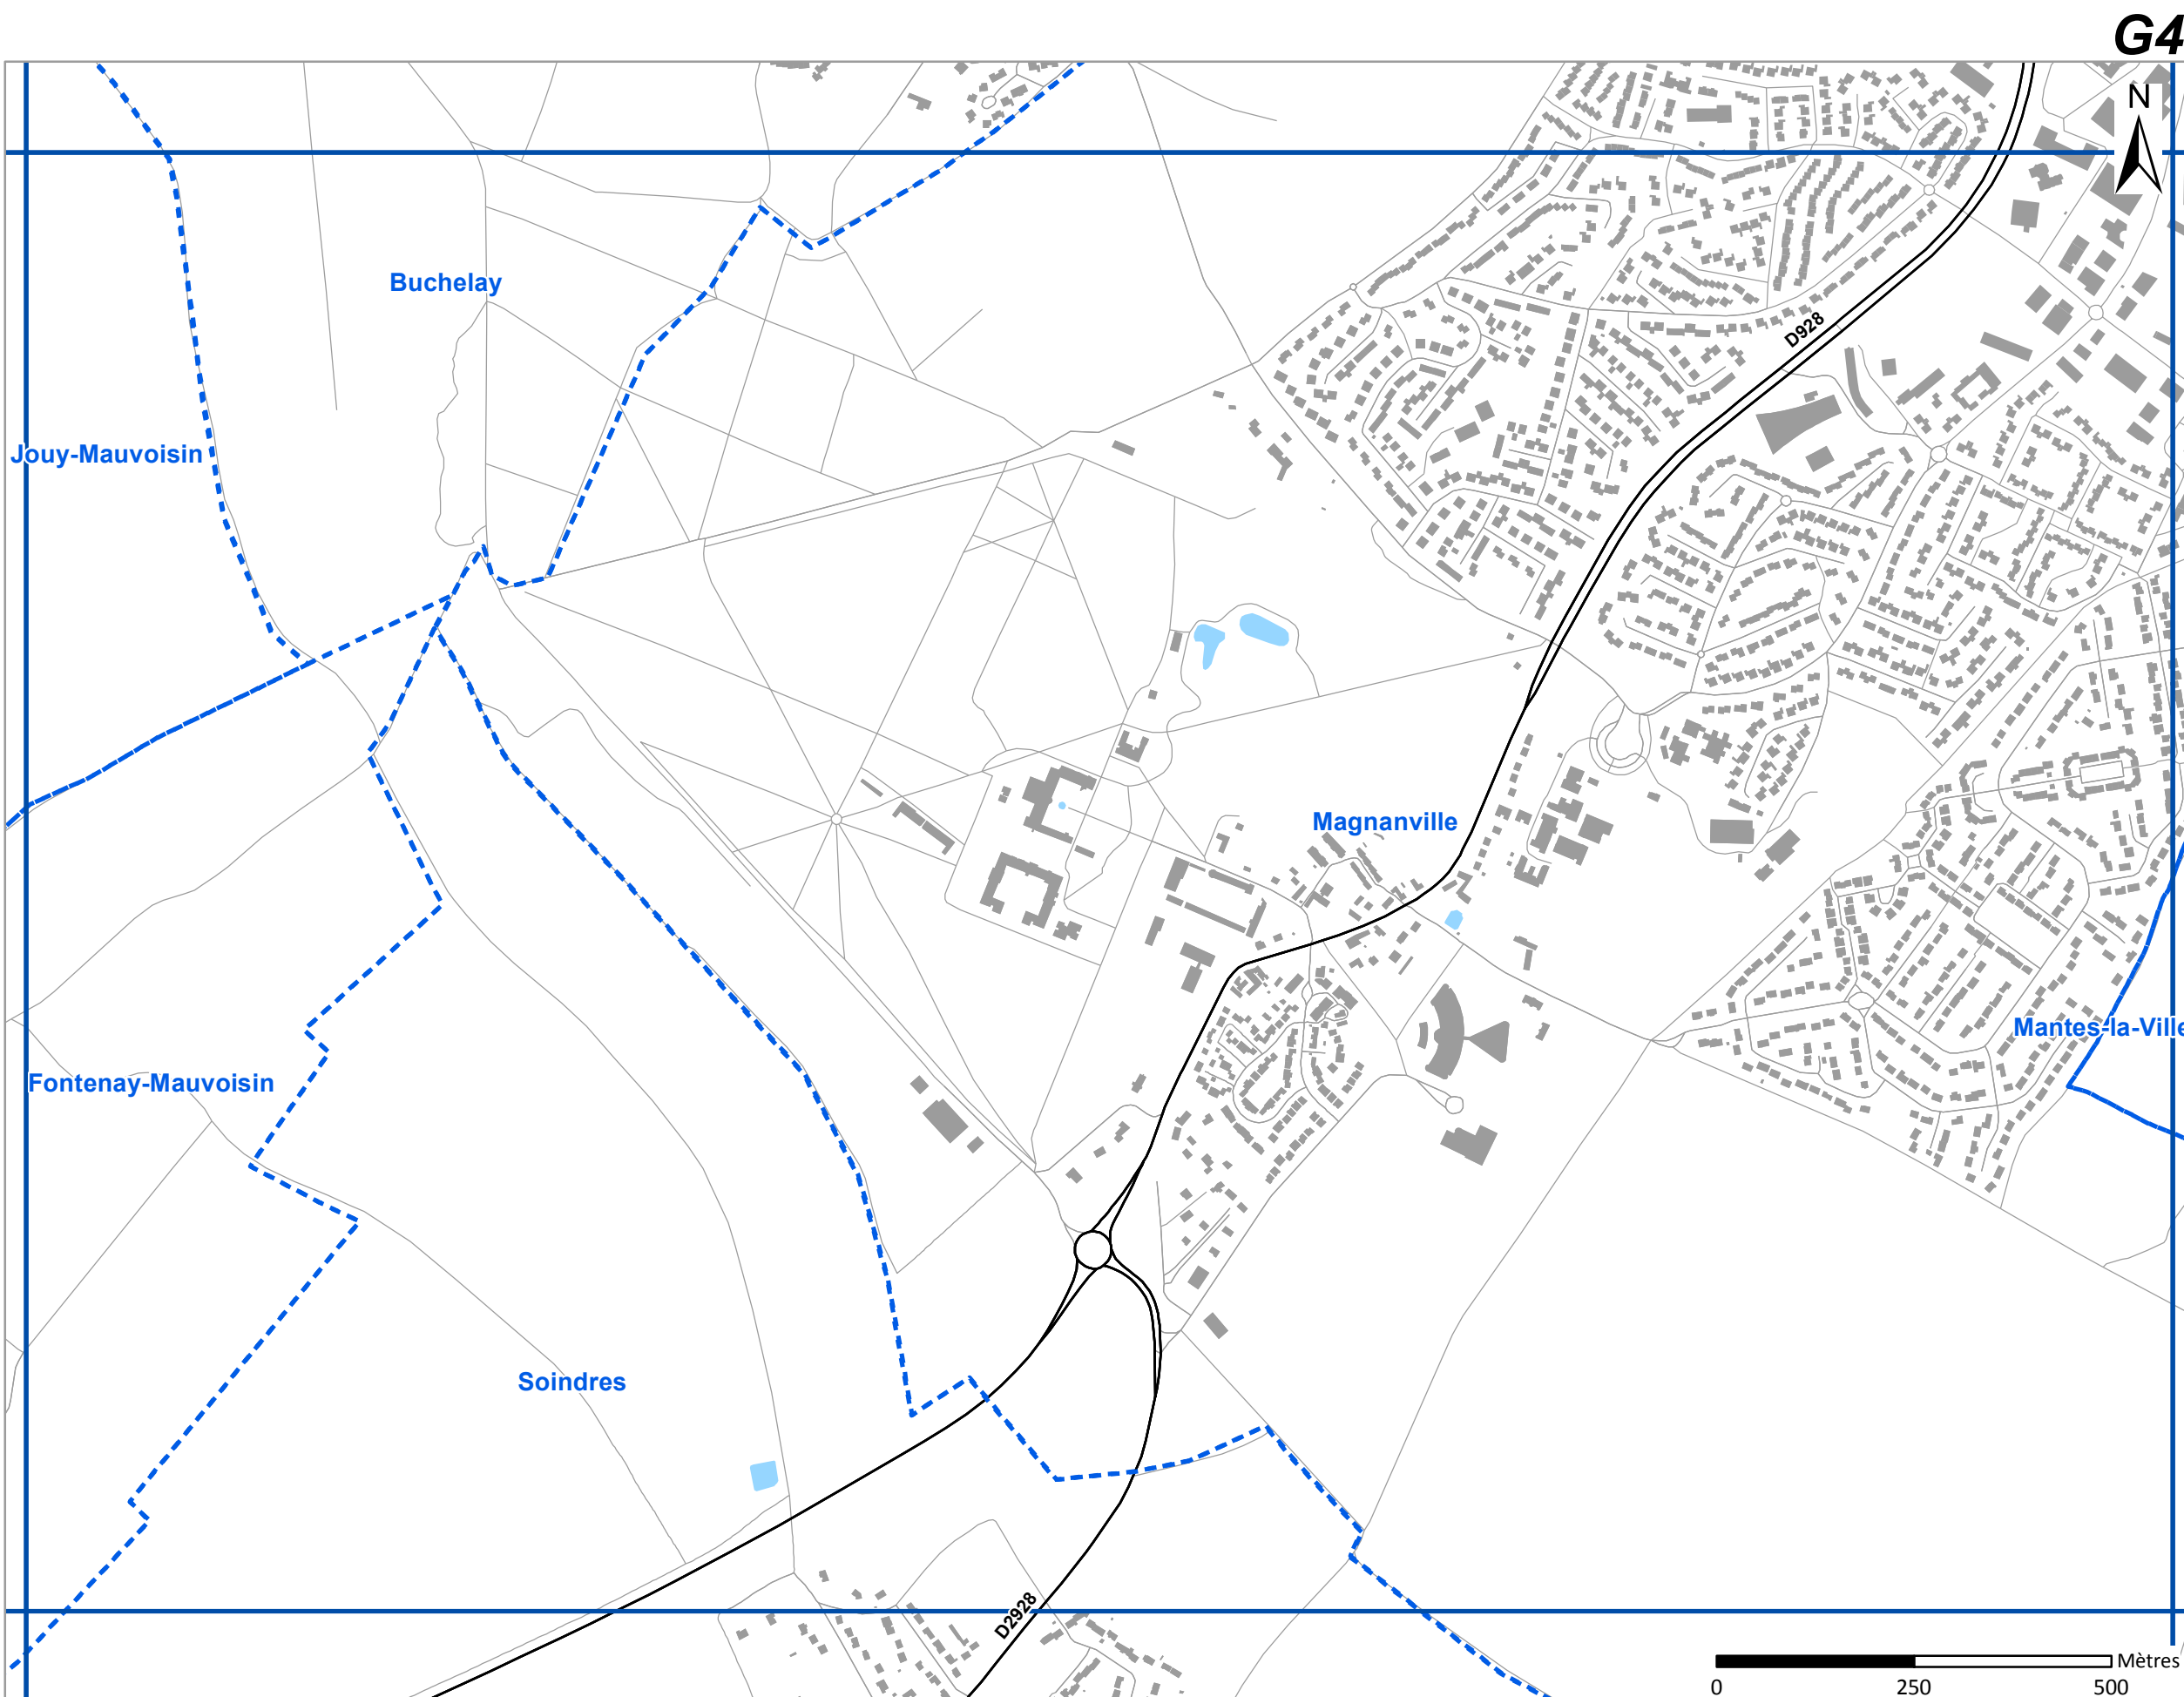 G4
N
Buchelay
D928
Jouy-Mauvoisin
Magnanville
Mantes-la-Ville
Fontenay-Mauvoisin
Soindres
D2928
Mètres
0 250 500